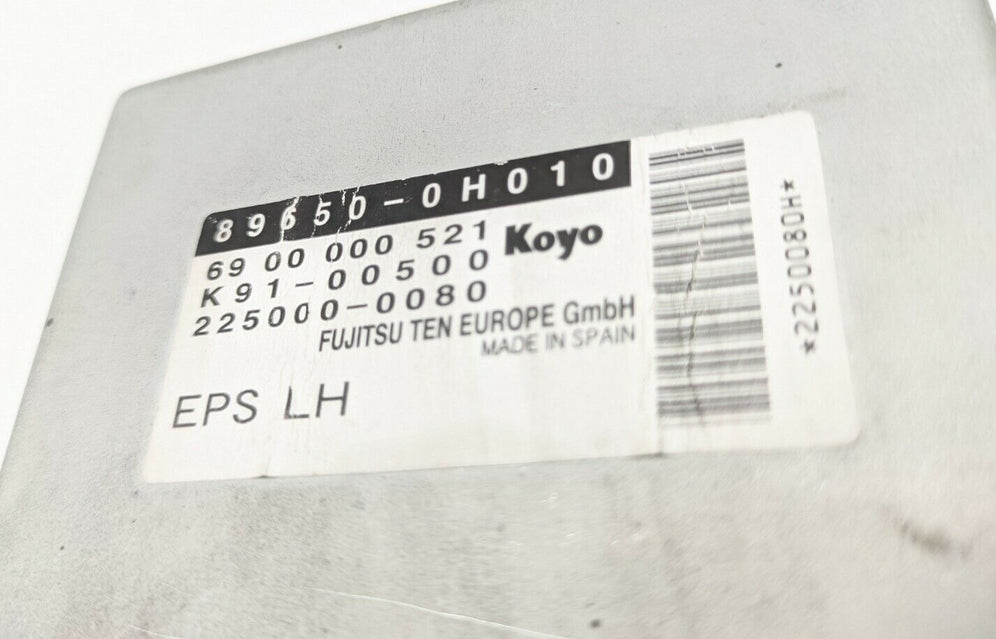 89650-0H010
69 00 000 521
K91-00500 Koyo
225000-0080
FUJITSU TEN EUROPE GmbH
MADE IN SPAIN
EPS LH
*2250080H*